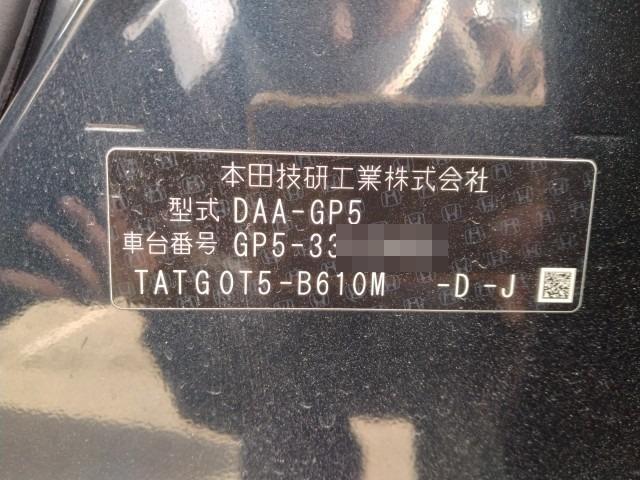 本田技研工業株式会社
型式 DAA-GP5
車台番号 GP5-33
TATG0T5-B610M -D -J